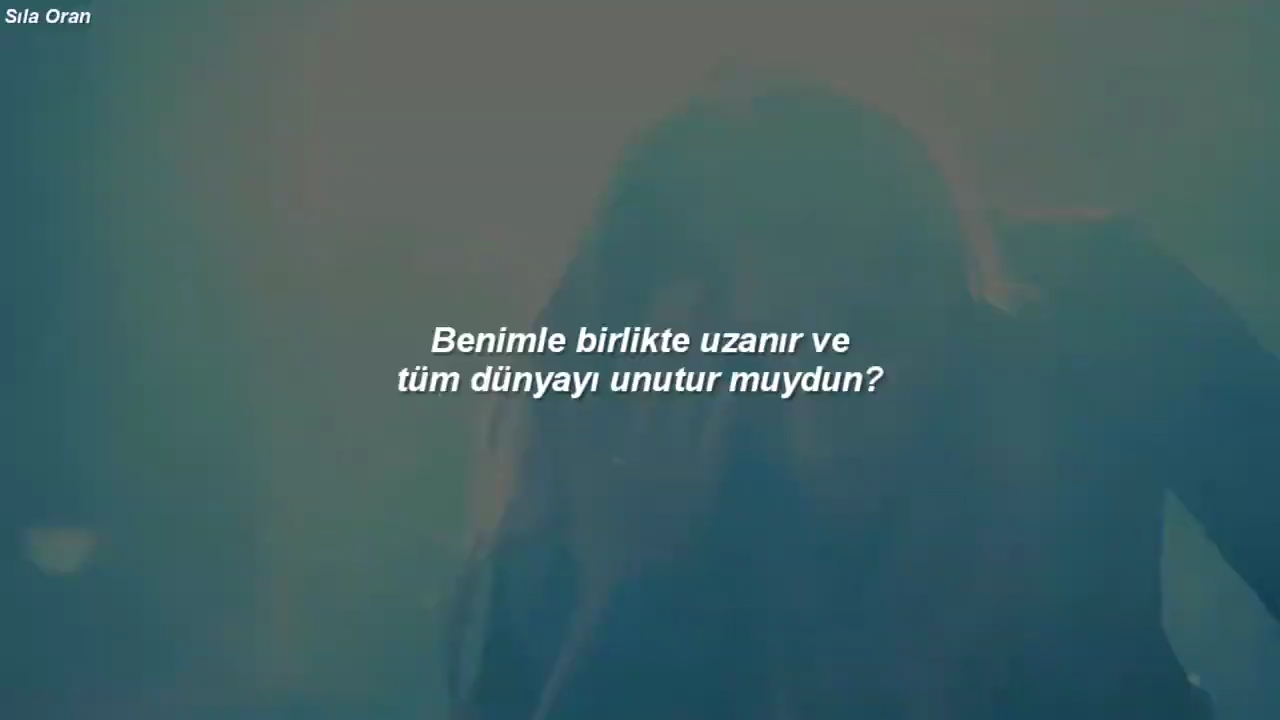 Sıla Oran
Benimle birlikte uzanır ve
tüm dünyayı unutur muydun?